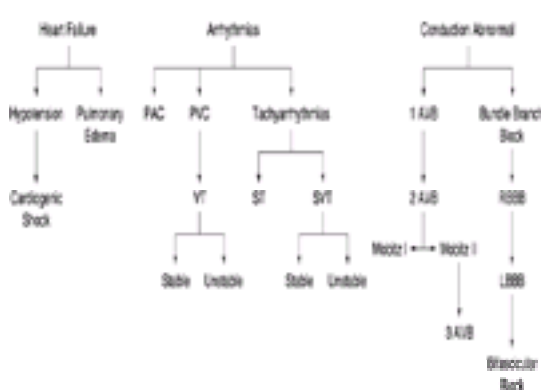 Heart Failure
Arrhythmias
Conduction Abnormal
Hypotension
Pulmonary
Edema
PAC
PVC
Tachyarrhythmias
1 AVB
Bundle Branch
Block
Cardiogenic
Shock
VT
ST
SVT
2 AVB
RBBB
Mobitz I
Mobitz II
Stable
Unstable
Stable
Unstable
LBBB
3 AVB
Bifascicular
Block